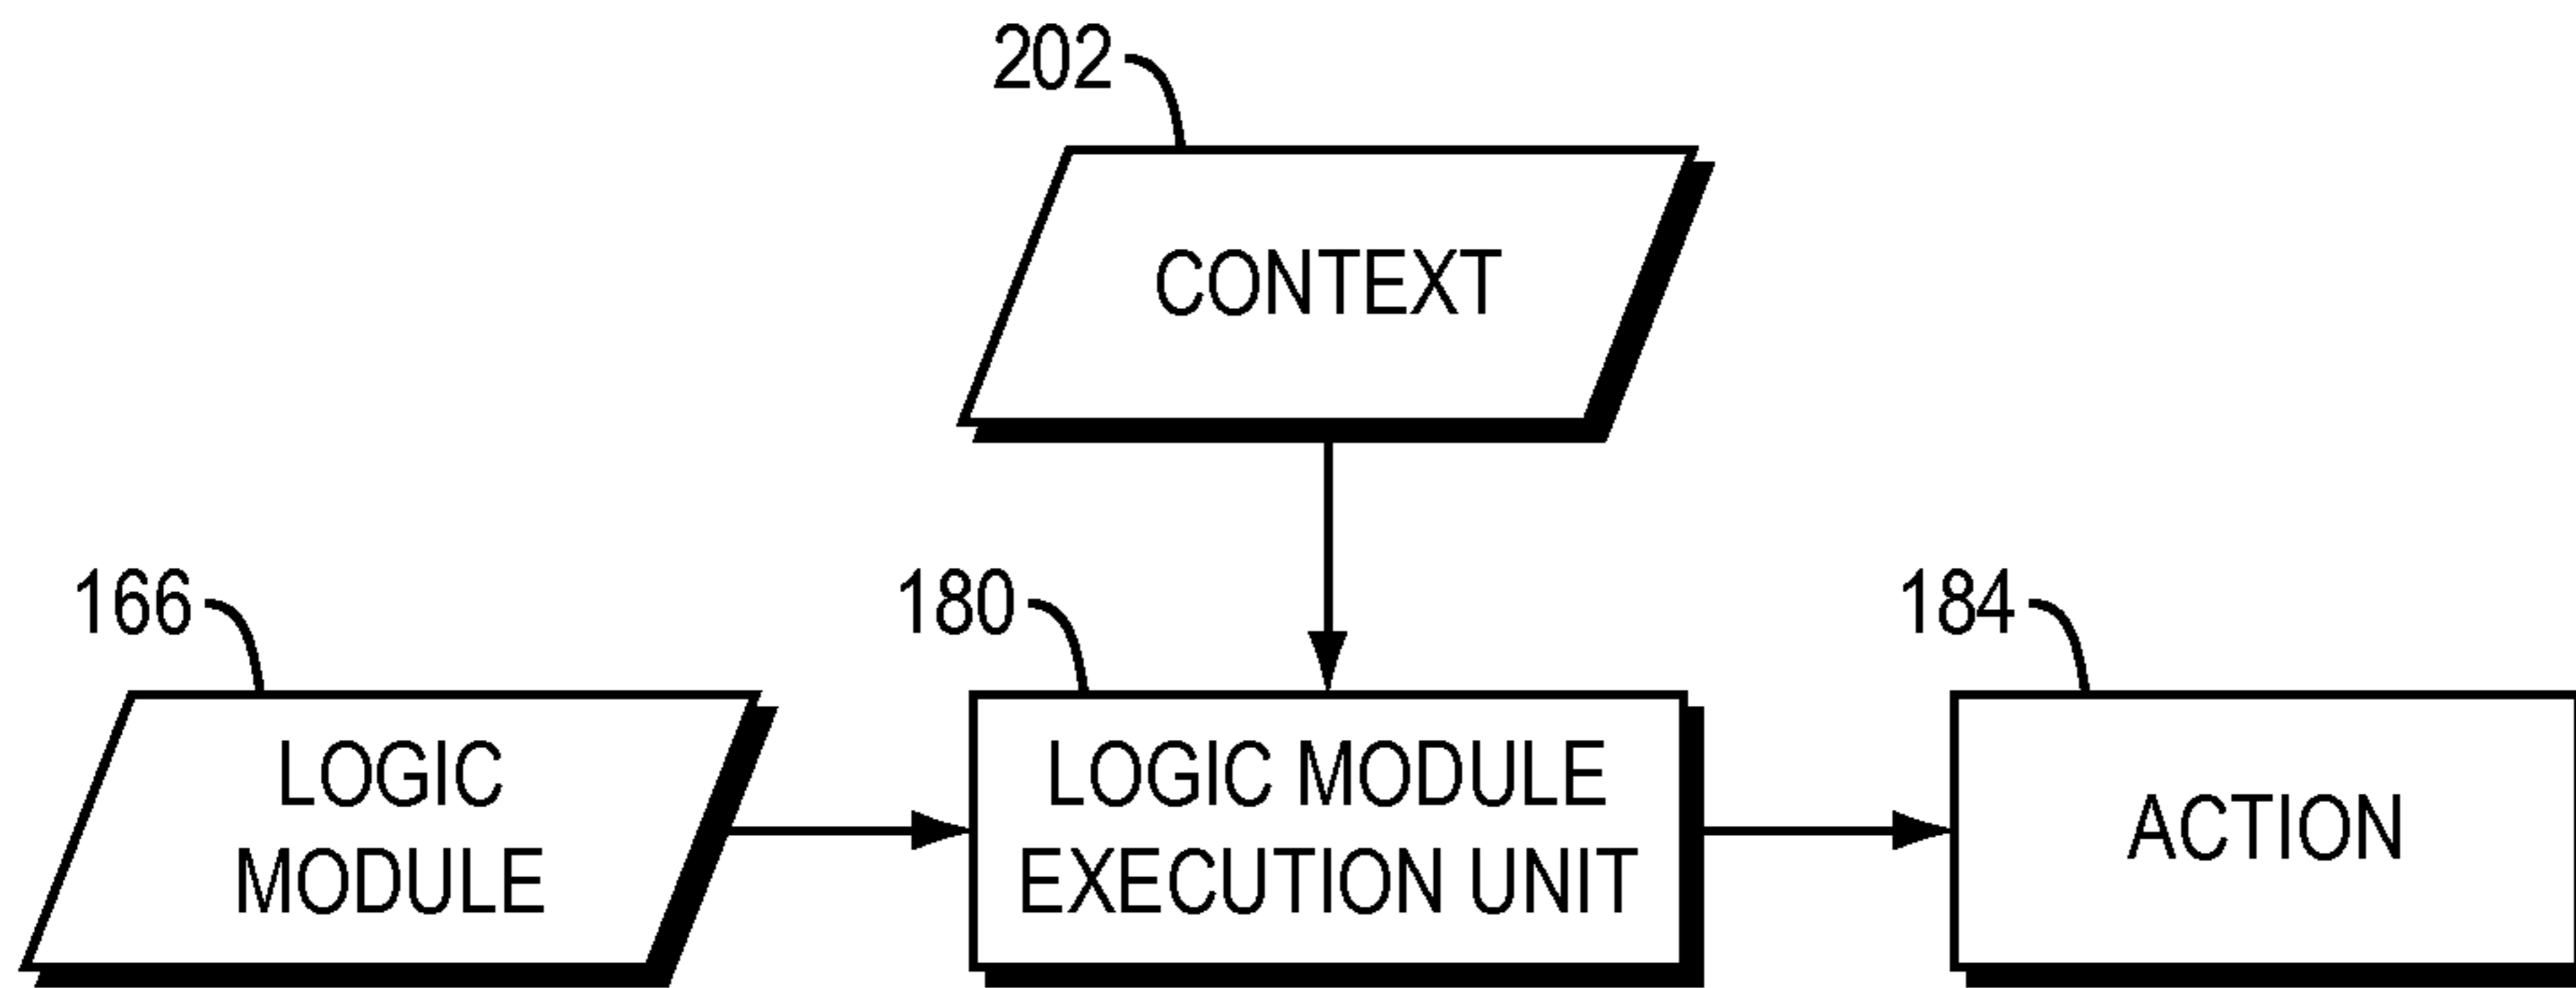 202
CONTEXT
166
180
184
LOGIC
MODULE
LOGIC MODULE
EXECUTION UNIT
ACTION